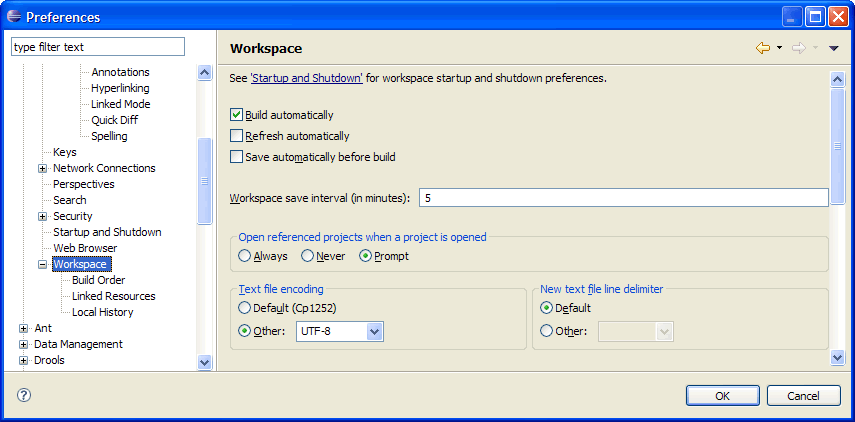 Preferences
type filter text
Annotations
Hyperlinking
Linked Mode
Quick Diff
Spelling
Keys
Network Connections
Perspectives
Search
Security
Startup and Shutdown
Web Browser
Workspace
Build Order
Linked Resources
Local History
Ant
Data Management
Drools
Workspace
See 'Startup and Shutdown' for workspace startup and shutdown preferences.
Build automatically
Refresh automatically
Save automatically before build
Workspace save interval (in minutes): 5
Open referenced projects when a project is opened
Always Never Prompt
Text file encoding
Default (Cp1252)
Other: UTF-8
New text file line delimiter
Default
Other:
? OK Cancel